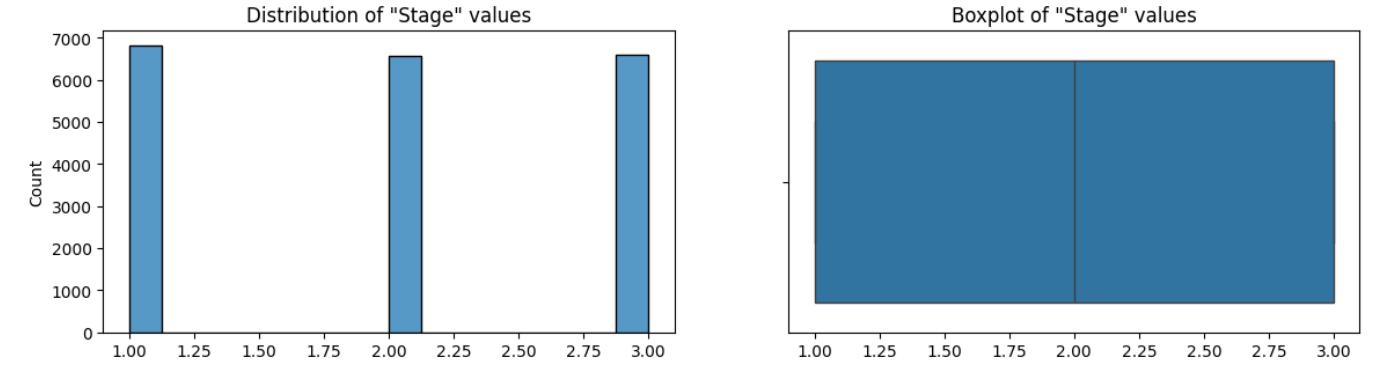 Distribution of "Stage" values
Count
7000
6000
5000
4000
3000
2000
1000
0
1.00 1.25 1.50 1.75 2.00 2.25 2.50 2.75 3.00
Boxplot of "Stage" values
1.00 1.25 1.50 1.75 2.00 2.25 2.50 2.75 3.00